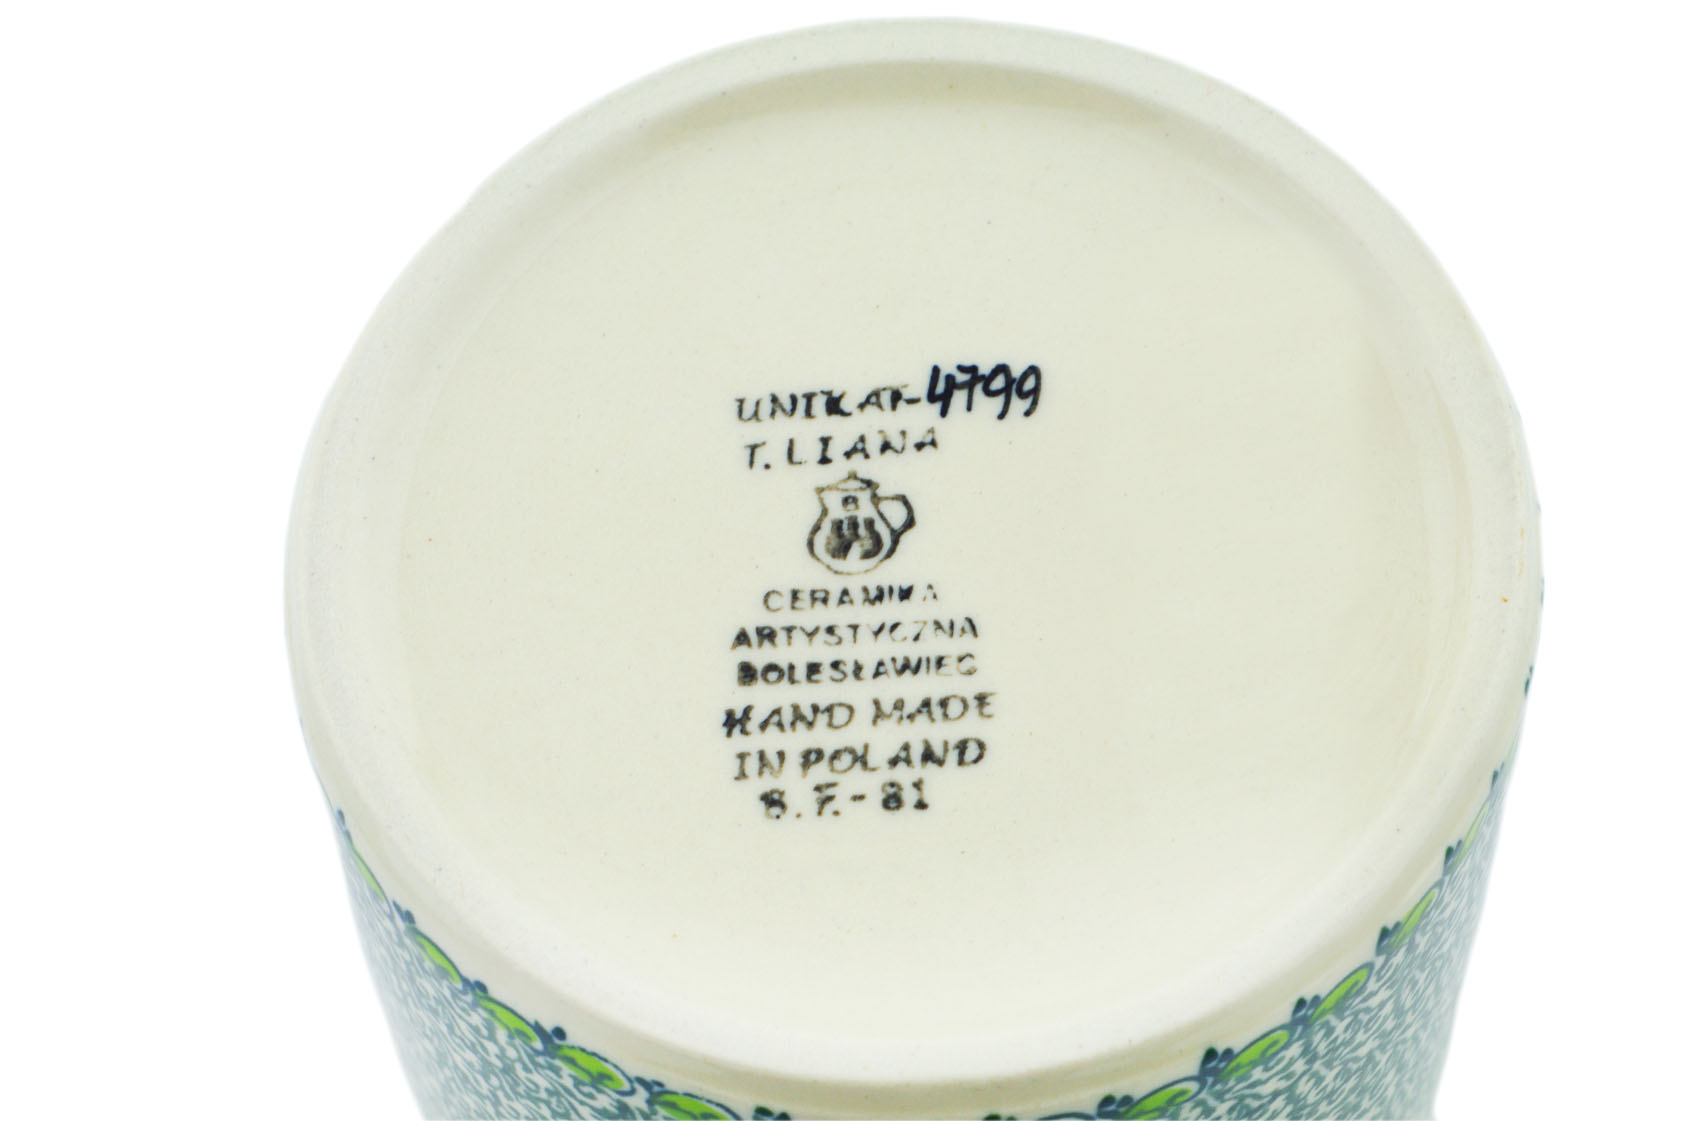 UNIKAT-4799
T. LIANA
B
CERAMIKA
ARTYSTYCZNA
BOLESŁAWIEC
HAND MADE
IN POLAND
B.F.-81